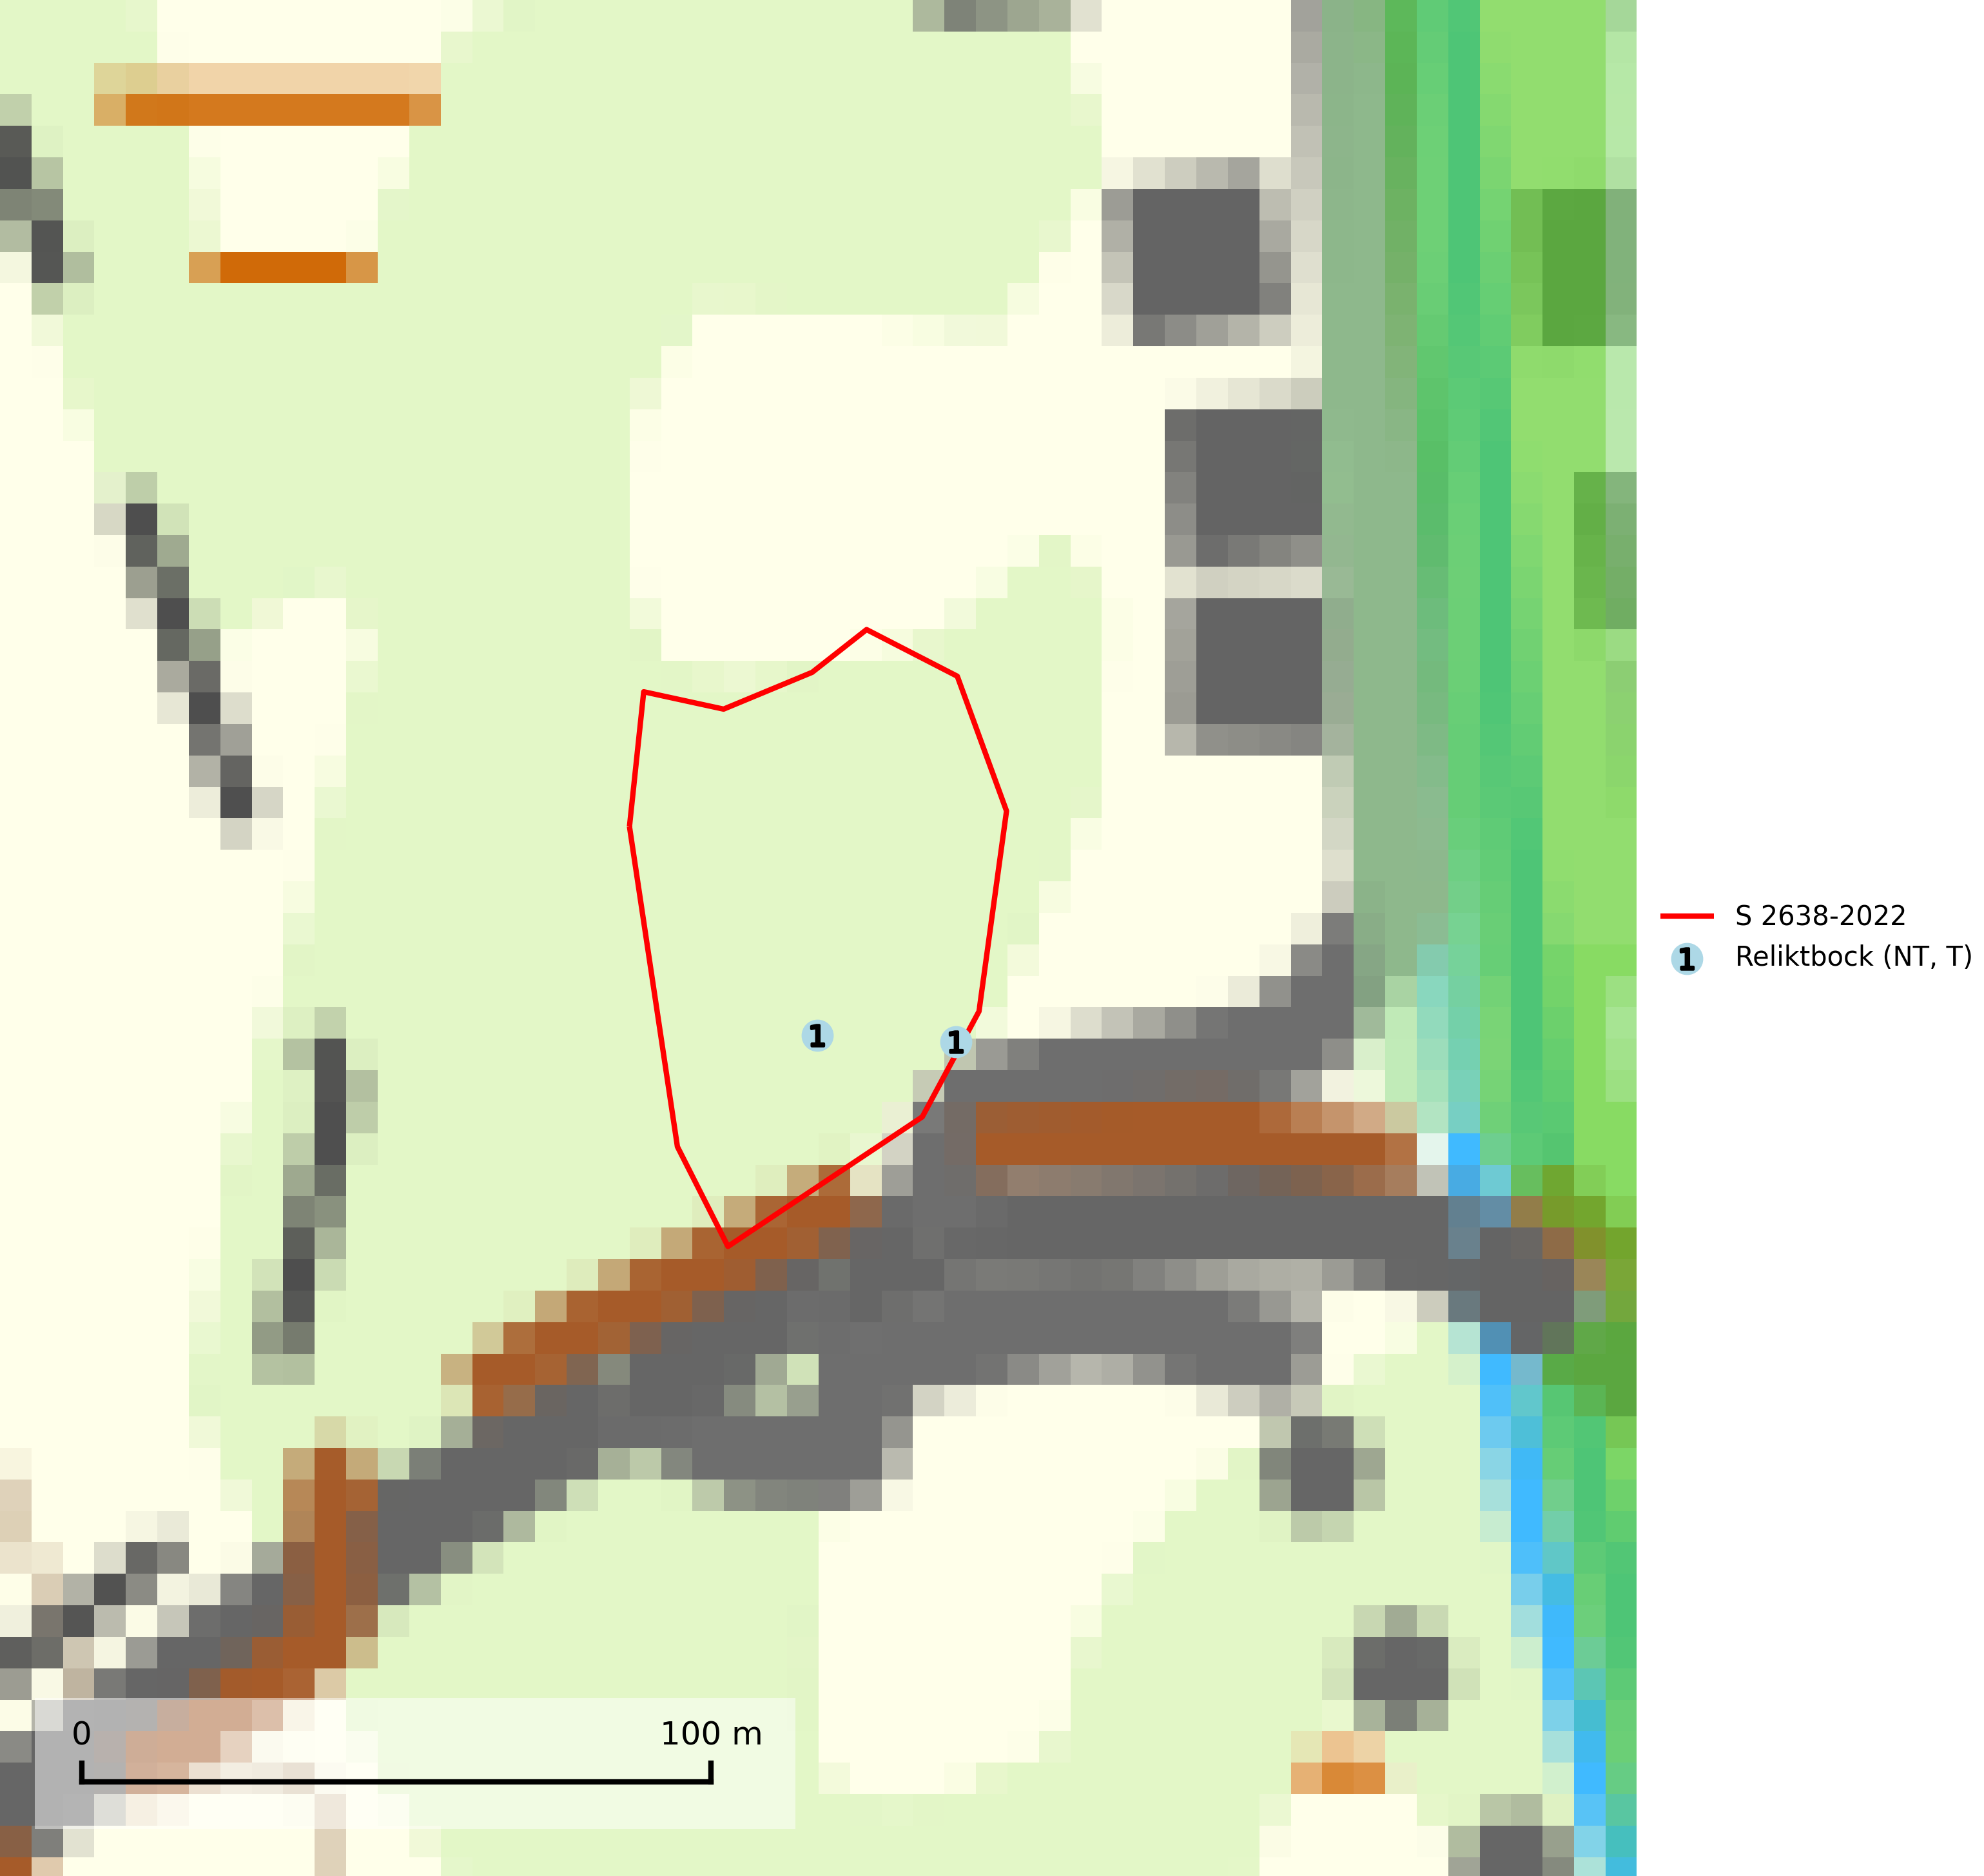 S 2638-2022
1 Reliktbock (NT, T)
1
1
0 100 m